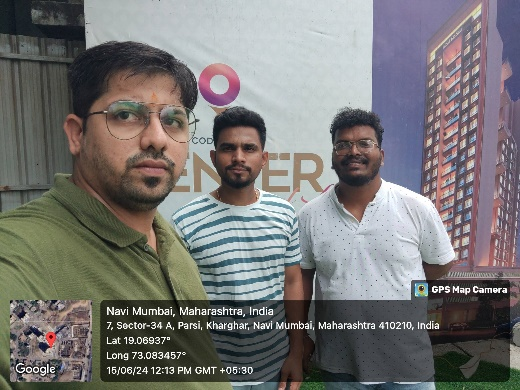 COD
ENTER
GPS Map Camera
Navi Mumbai, Maharashtra, India
7, Sector-34 A, Parsi, Kharghar, Navi Mumbai, Maharashtra 410210, India
Lat 19.06937°
Long 73.083457°
15/06/24 12:13 PM GMT +05:30
Google